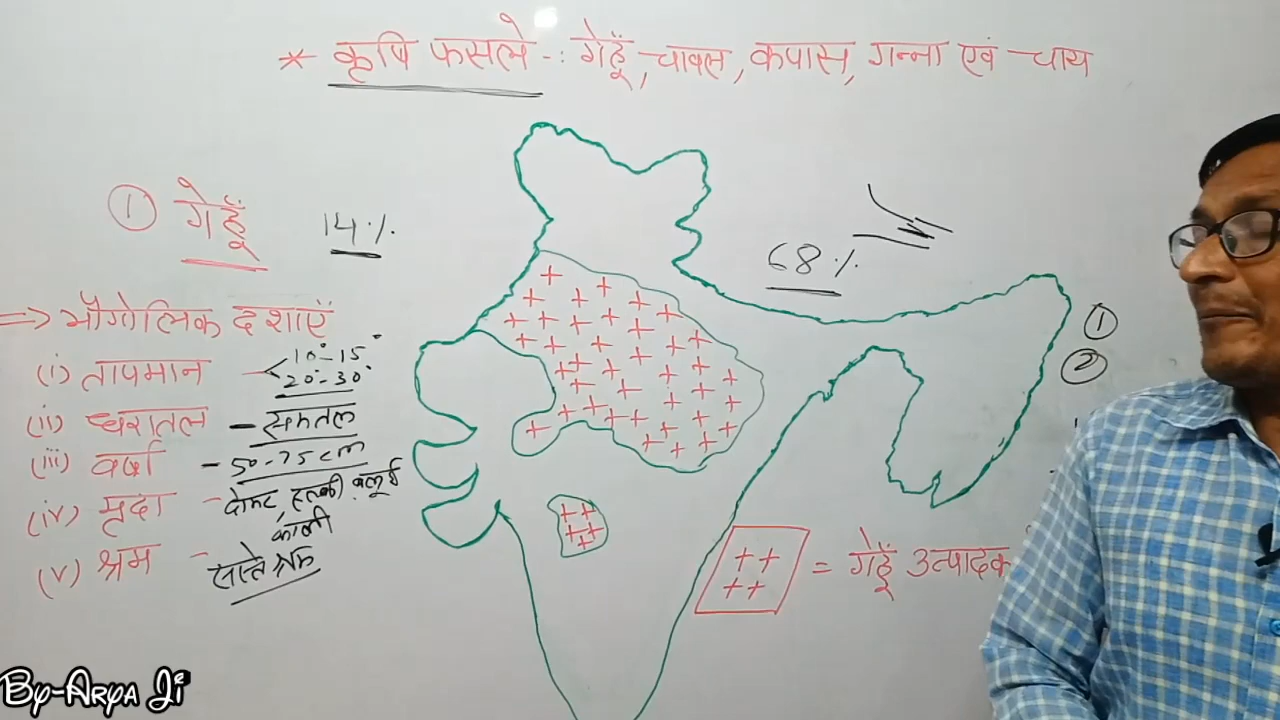 * कृषि फसले -: गेहूँ, चावल, कपास, गन्ना एवं चाय
① गेहूँ 14%
68%
=> भौगोलिक दशाएँ
(i) तापमान - 10°-15°
20°-30°
(ii) धरातल - समतल
(iii) वर्षा - 50-75 cm
(iv) मृदा - दोमट, हल्की बलुई
काली
(v) श्रम - सस्ते श्रम
①
②
++
++ = गेहूँ उत्पादक
By-Arya Ji